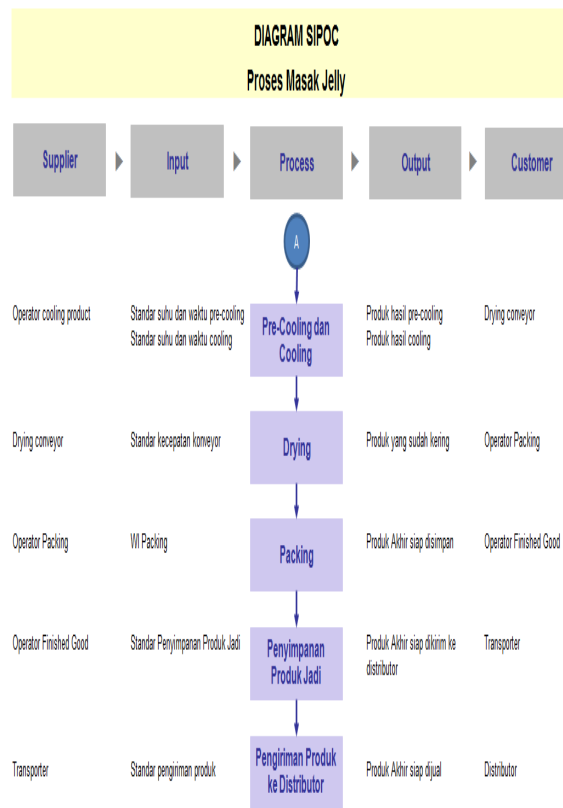 DIAGRAM SIPOC
Proses Masak Jelly
Supplier
Input
Process
Output
Customer
A
Operator cooling product
Standar suhu dan waktu pre-cooling
Standar suhu dan waktu cooling
Pre-Cooling dan
Cooling
Produk hasil pre-cooling
Produk hasil cooling
Drying conveyor
Drying conveyor
Standar kecepatan konveyor
Drying
Produk yang sudah kering
Operator Packing
Operator Packing
WI Packing
Packing
Produk Akhir siap disimpan
Operator Finished Good
Operator Finished Good
Standar Penyimpanan Produk Jadi
Penyimpanan
Produk Jadi
Produk Akhir siap dikirim ke
distributor
Transporter
Transporter
Standar pengiriman produk
Pengiriman Produk
ke Distributor
Produk Akhir siap dijual
Distributor